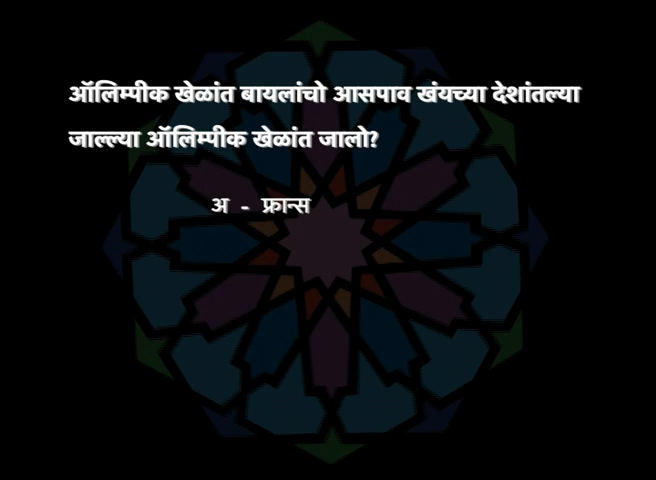 ऑलिम्पीक खेळांत बायलांचो आसपाव खंयच्या देशांतल्या
जाल्ल्या ऑलिम्पीक खेळांत जालो?
अ - फ्रान्स